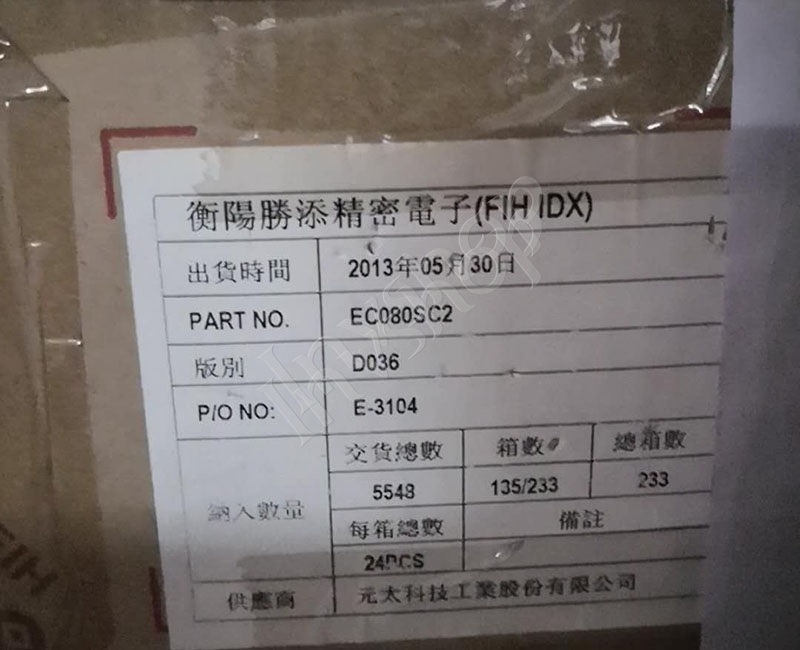 衡陽勝添精密電子(FIH IDX)
出貨時間 2013年05月30日
PART NO. EC080SC2
版別 D036
P/O NO: E-3104
交貨總數 箱數 總箱數
5548 135/233 233
納入數量
每箱總數 備註
24PCS
供應商 元太科技工業股份有限公司
FIH